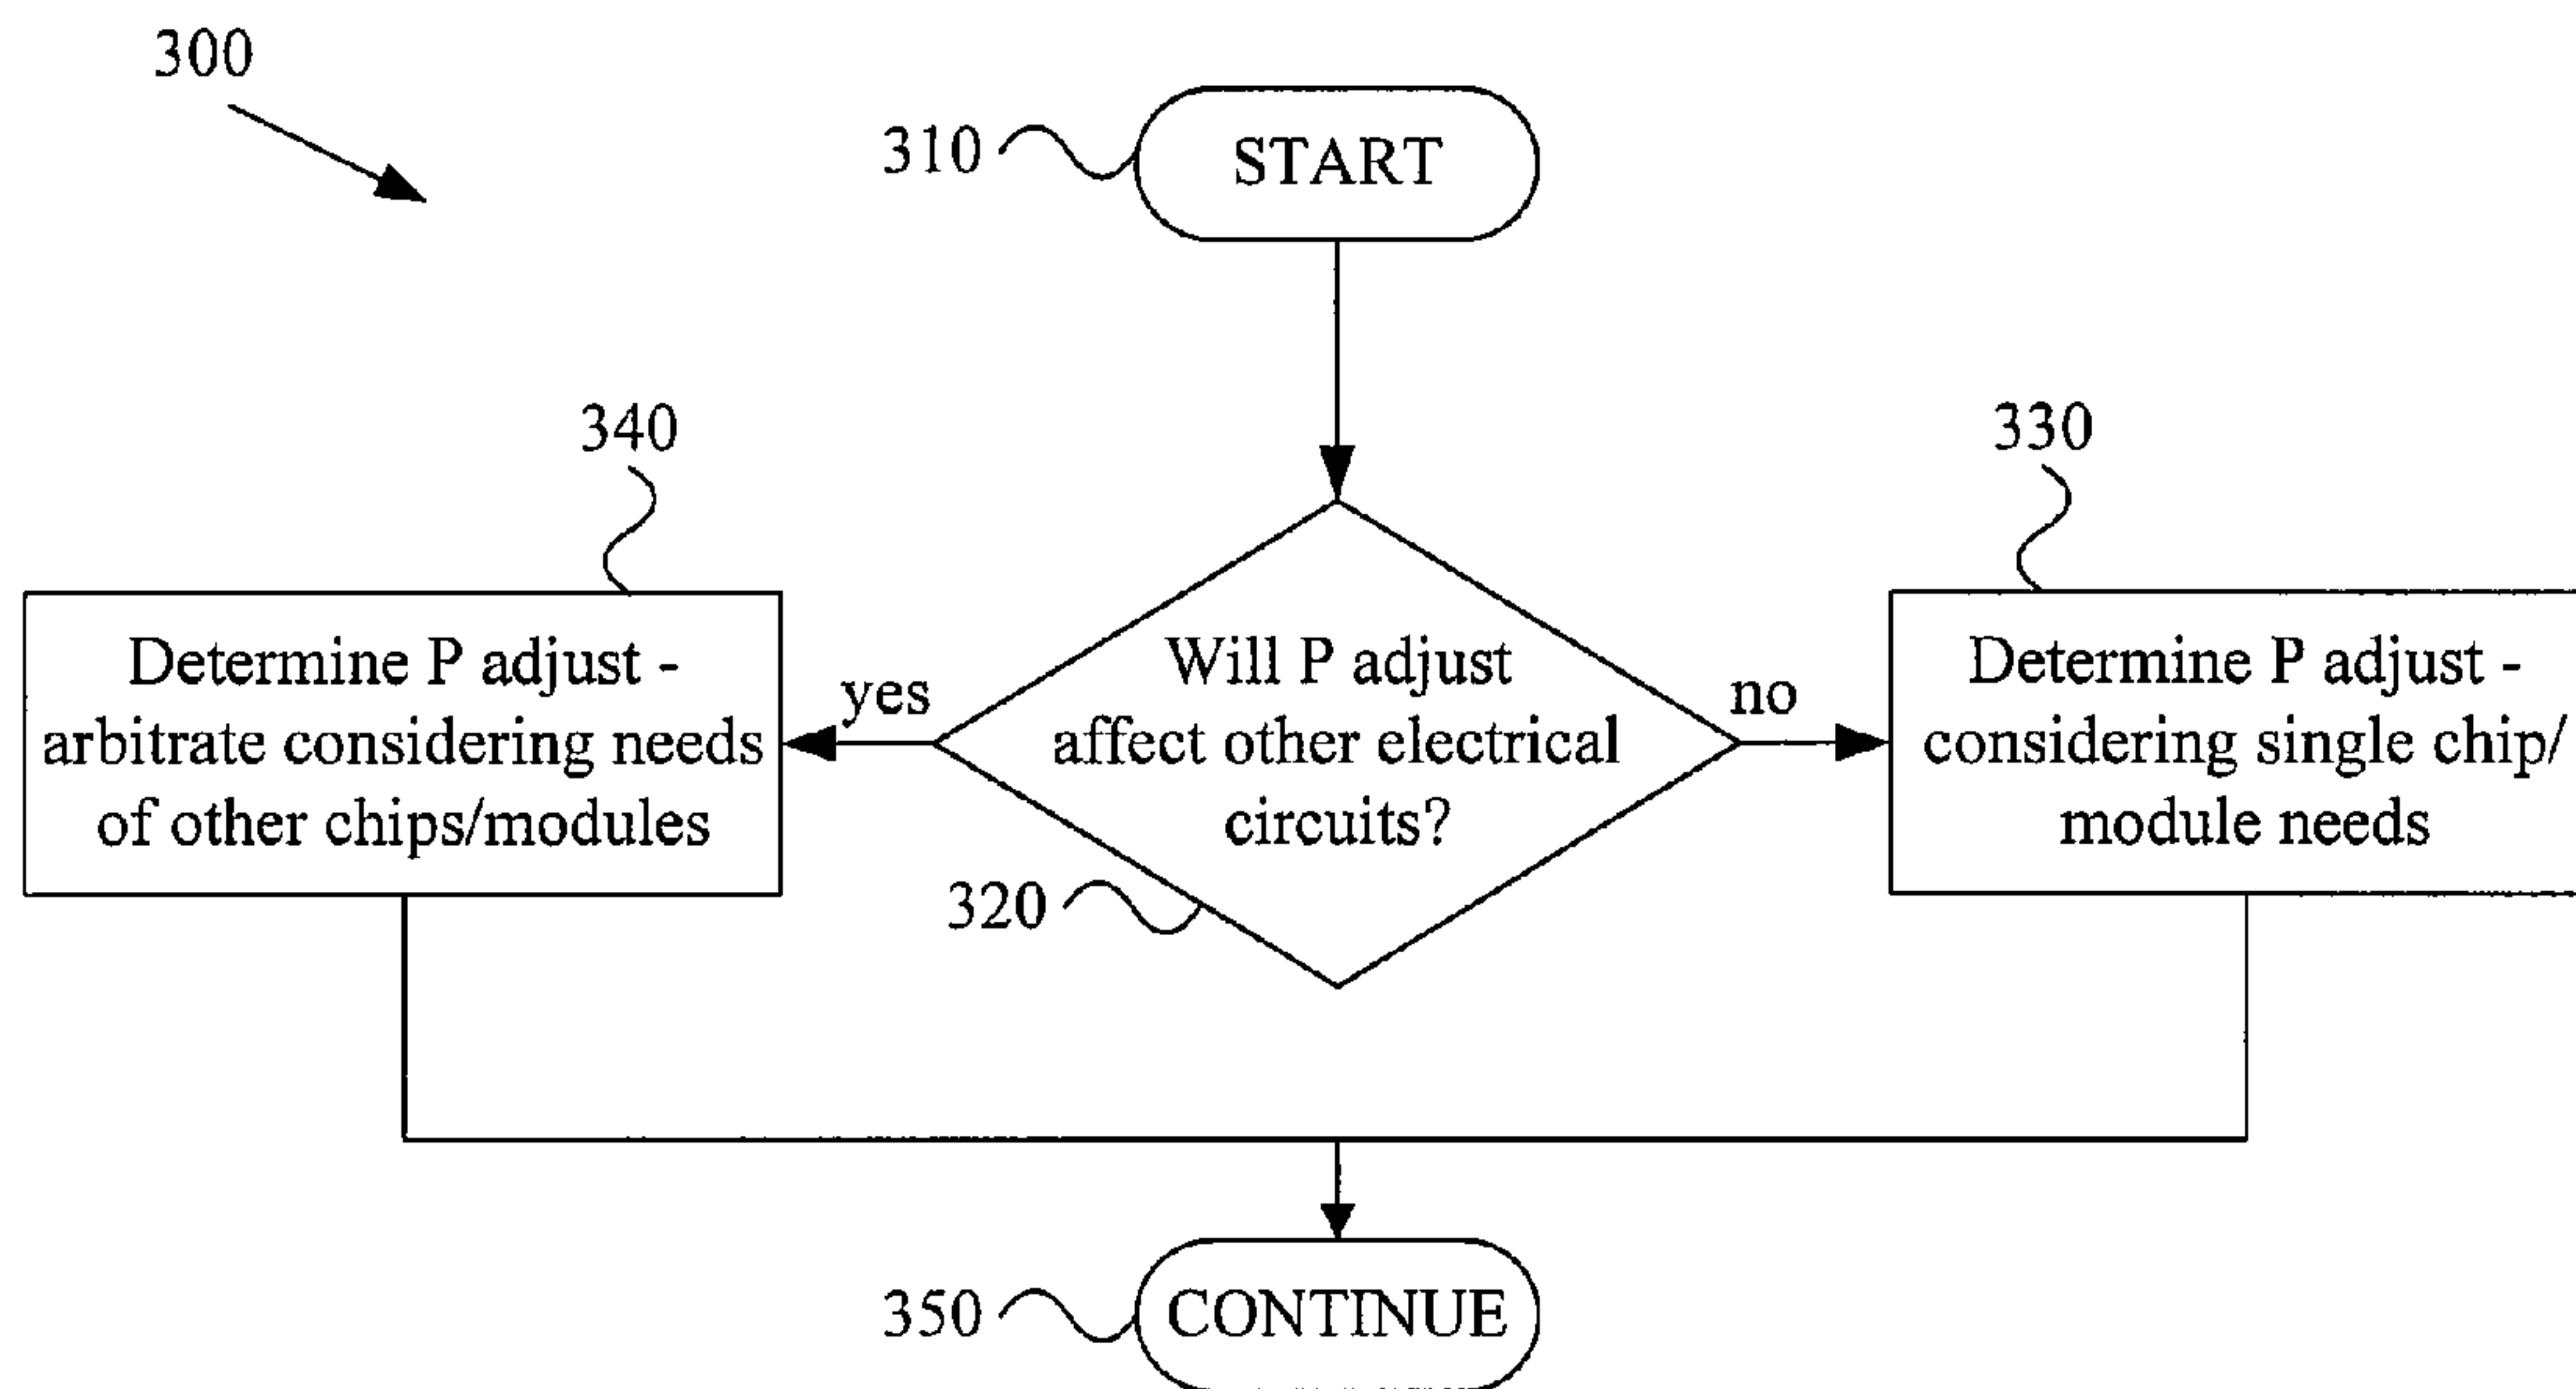 300
310
START
340
330
Determine P adjust -
arbitrate considering needs
of other chips/modules
yes
Will P adjust
affect other electrical
circuits?
no
Determine P adjust -
considering single chip/
module needs
320
350
CONTINUE